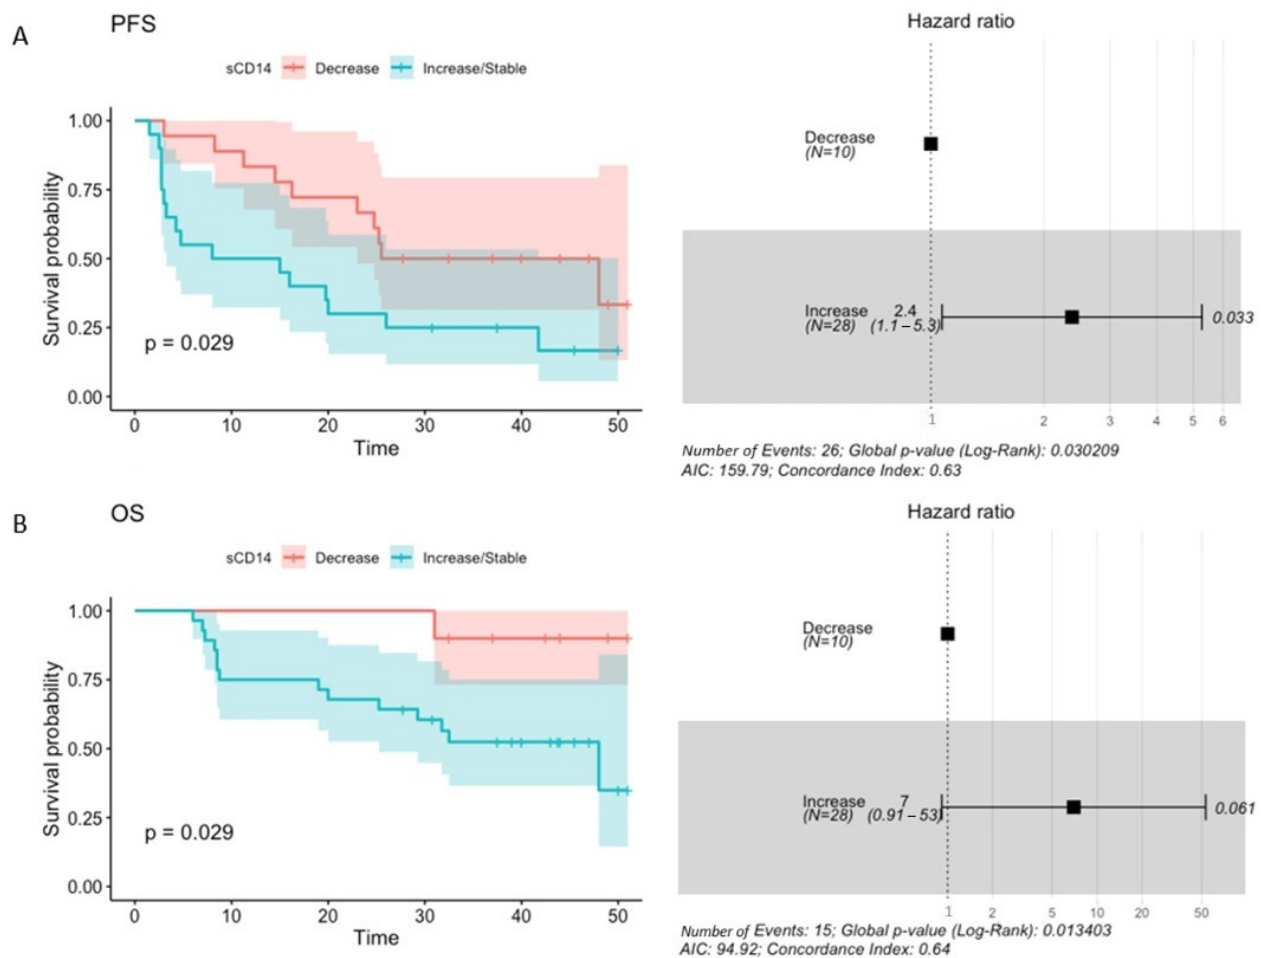 A
PFS
sCD14 Decrease Increase/Stable
Survival probability
1.00
0.75
0.50
0.25
0.00
p = 0.029
0 10 20 30 40 50
Time
Hazard ratio
Decrease
(N=10)
Increase 2.4
(N=28) (1.1 – 5.3)
0.033
1 2 3 4 5 6
Number of Events: 26; Global p-value (Log-Rank): 0.030209
AIC: 159.79; Concordance Index: 0.63
B
OS
sCD14 Decrease Increase/Stable
Survival probability
1.00
0.75
0.50
0.25
0.00
p = 0.029
0 10 20 30 40 50
Time
Hazard ratio
Decrease
(N=10)
Increase 7
(N=28) (0.91 – 53)
0.061
1 2 5 10 20 50
Number of Events: 15; Global p-value (Log-Rank): 0.013403
AIC: 94.92; Concordance Index: 0.64